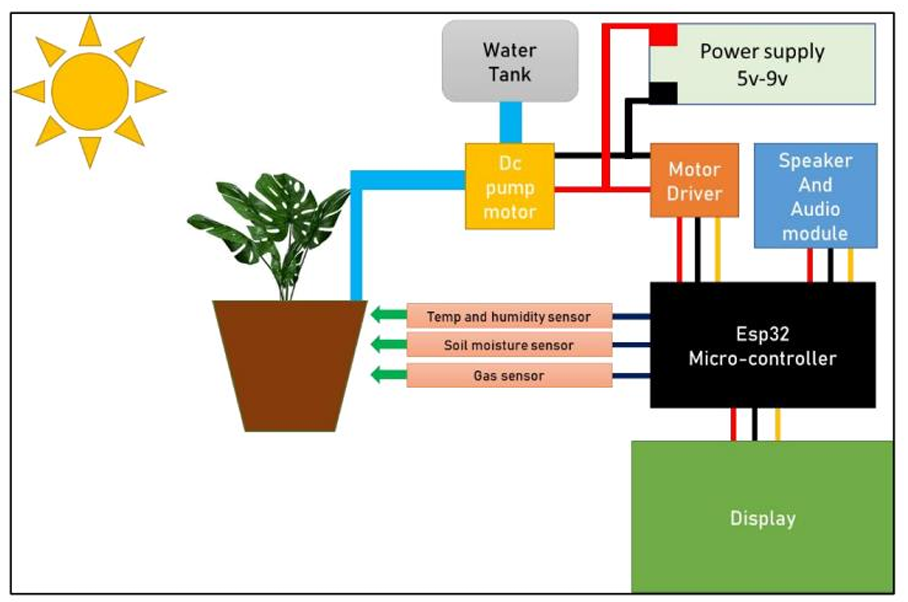 Water
Tank
Power supply
5v-9v
Dc
pump
motor
Motor
Driver
Speaker
And
Audio
module
Temp and humidity sensor
Soil moisture sensor
Gas sensor
Esp32
Micro-controller
Display